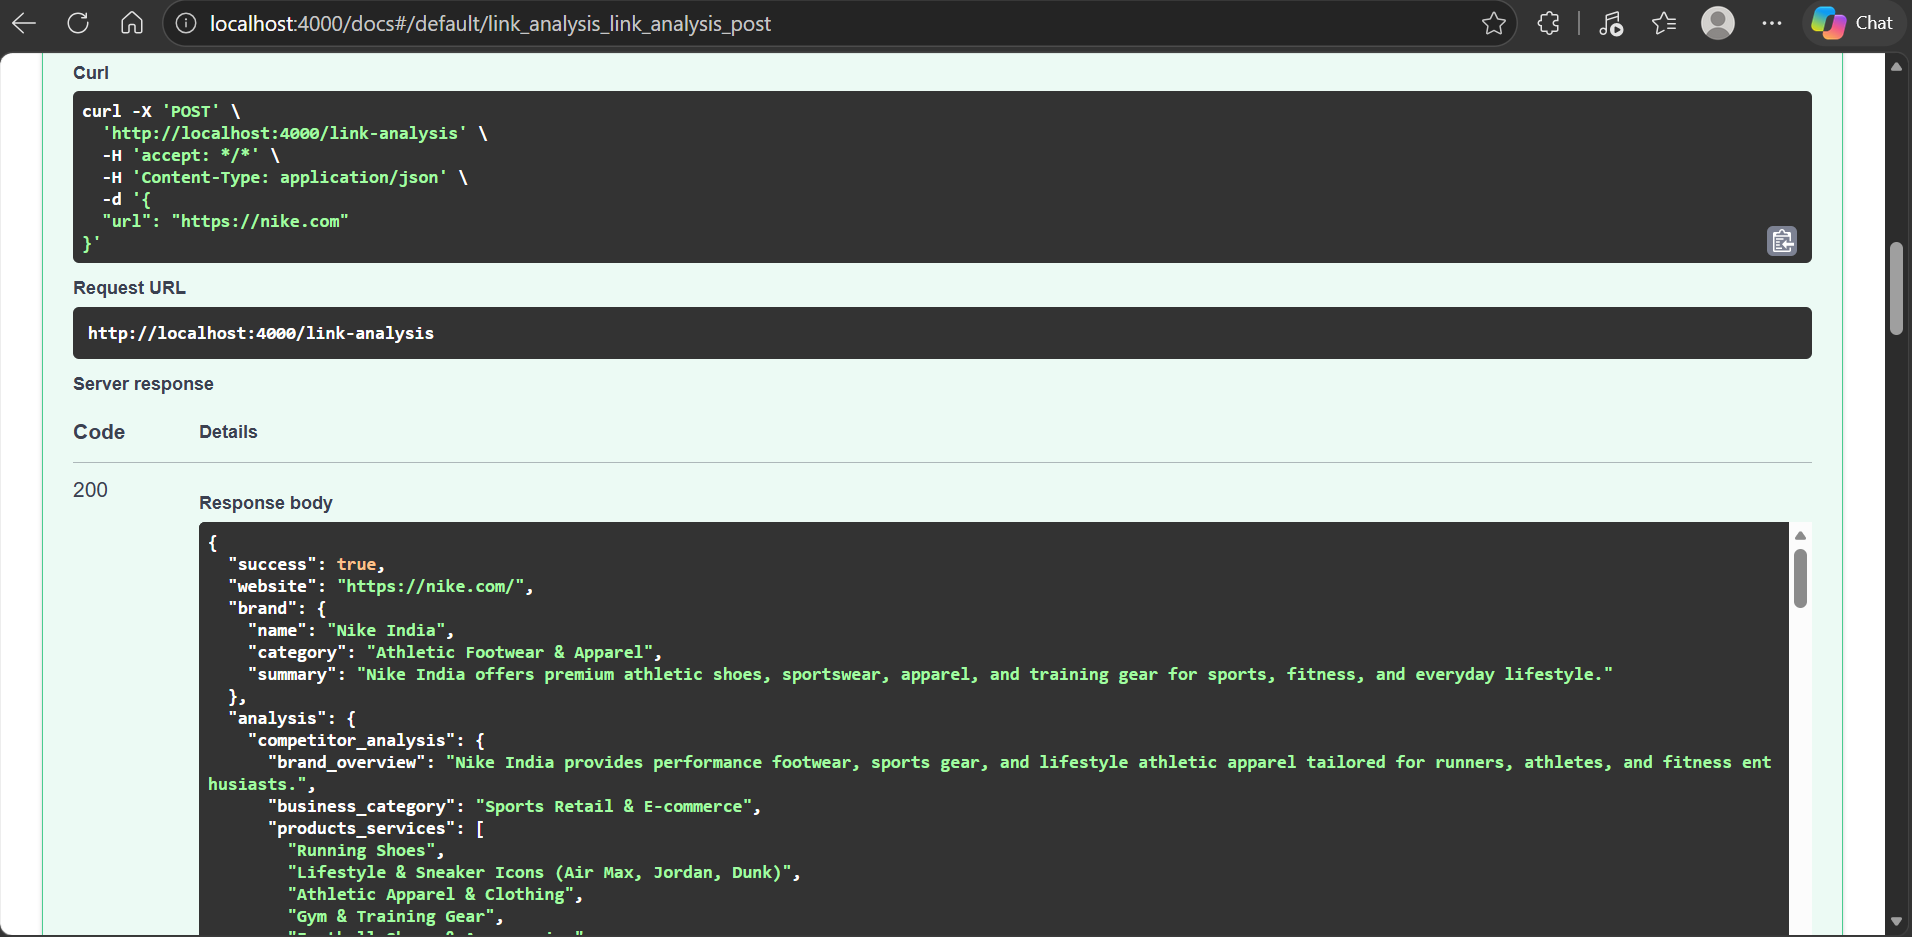 localhost:4000/docs#/default/link_analysis_link_analysis_post
Chat
Curl
curl -X 'POST' \
  'http://localhost:4000/link-analysis' \
  -H 'accept: */*' \
  -H 'Content-Type: application/json' \
  -d '{
  "url": "https://nike.com"
}'
Request URL
http://localhost:4000/link-analysis
Server response
Code Details
200
Response body
{
  "success": true,
  "website": "https://nike.com/",
  "brand": {
    "name": "Nike India",
    "category": "Athletic Footwear & Apparel",
    "summary": "Nike India offers premium athletic shoes, sportswear, apparel, and training gear for sports, fitness, and everyday lifestyle."
  },
  "analysis": {
    "competitor_analysis": {
      "brand_overview": "Nike India provides performance footwear, sports gear, and lifestyle athletic apparel tailored for runners, athletes, and fitness ent
husiasts.",
      "business_category": "Sports Retail & E-commerce",
      "products_services": [
        "Running Shoes",
        "Lifestyle & Sneaker Icons (Air Max, Jordan, Dunk)",
        "Athletic Apparel & Clothing",
        "Gym & Training Gear",